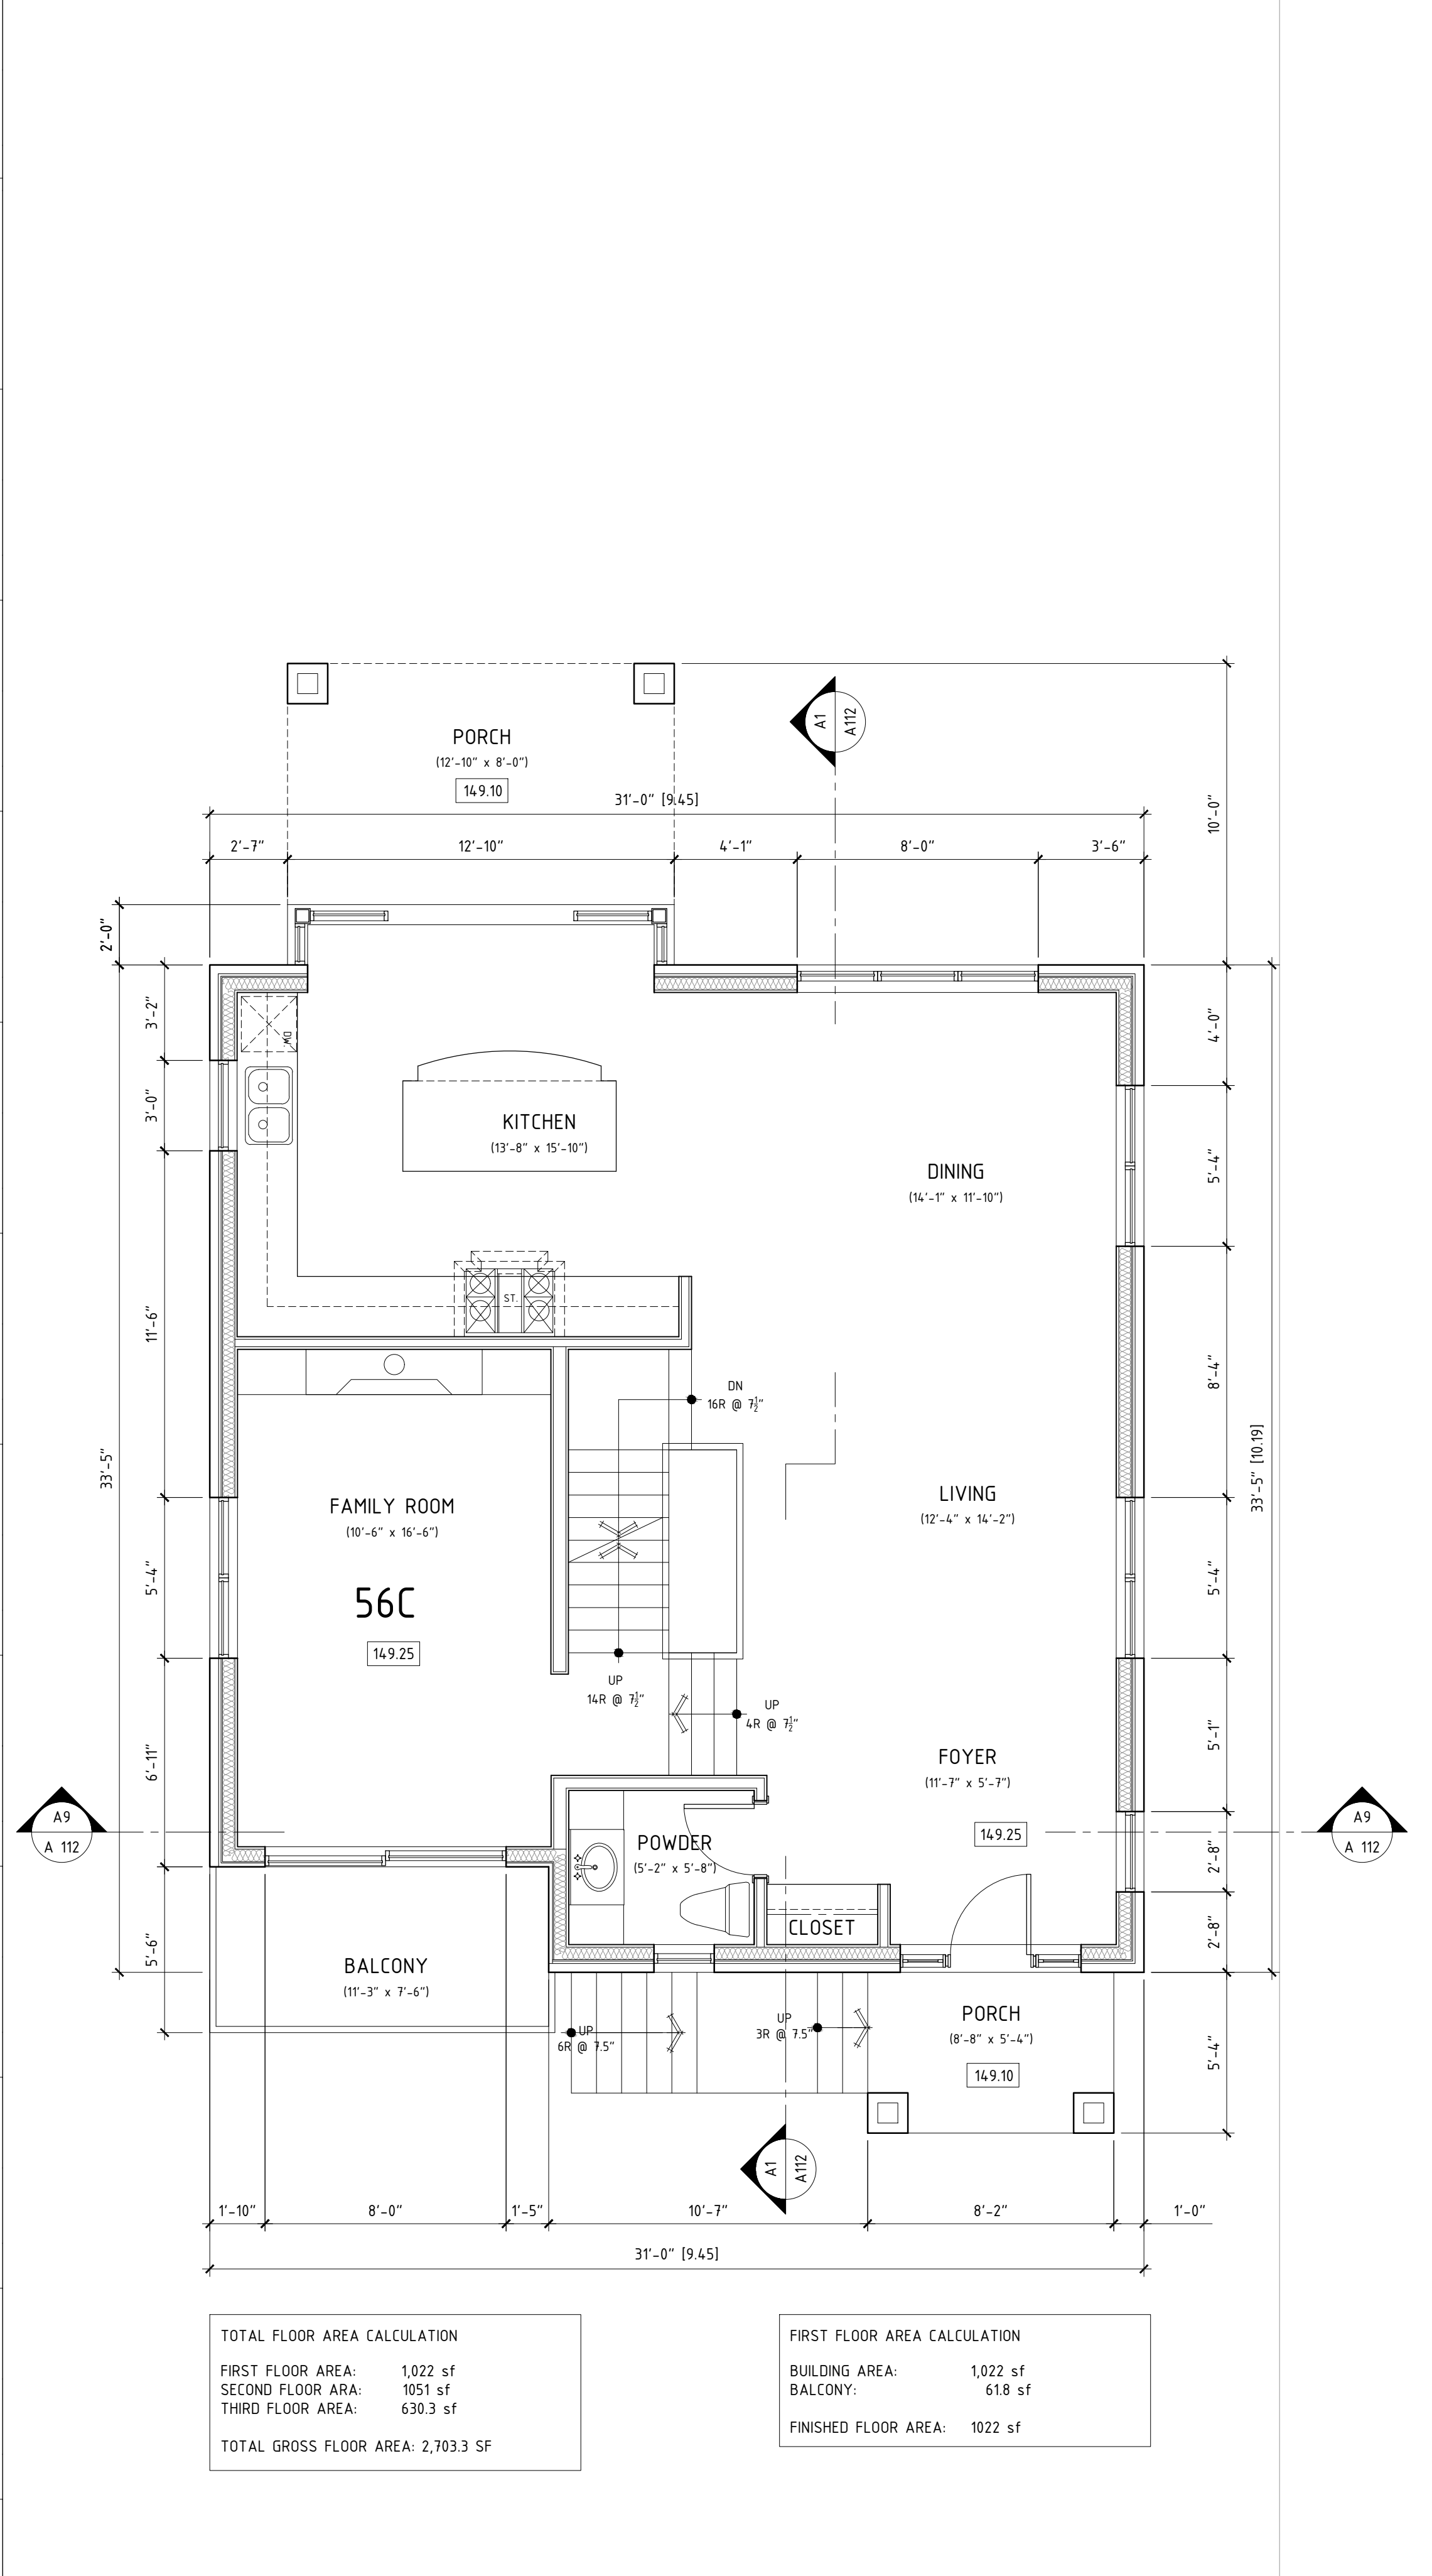 PORCH
(12'-10" x 8'-0")
149.10
A1
A112
31'-0" [9.45]
2'-7"
12'-10"
4'-1"
8'-0"
3'-6"
10'-0"
2'-0"
3'-2"
3'-0"
11'-6"
5'-4"
6'-11"
5'-6"
33'-5"
4'-0"
5'-4"
8'-4"
5'-4"
5'-1"
2'-8"
2'-8"
5'-4"
33'-5" [10.19]
DW.
KITCHEN
(13'-8" x 15'-10")
DINING
(14'-1" x 11'-10")
ST.
DN
16R @ 7½"
FAMILY ROOM
(10'-6" x 16'-6")
56C
149.25
LIVING
(12'-4" x 14'-2")
UP
14R @ 7½"
UP
4R @ 7½"
FOYER
(11'-7" x 5'-7")
149.25
A9
A 112
A9
A 112
POWDER
(5'-2" x 5'-8")
CLOSET
BALCONY
(11'-3" x 7'-6")
UP
6R @ 7.5"
UP
3R @ 7.5"
PORCH
(8'-8" x 5'-4")
149.10
A1
A112
1'-10"
8'-0"
1'-5"
10'-7"
8'-2"
1'-0"
31'-0" [9.45]
TOTAL FLOOR AREA CALCULATION
FIRST FLOOR AREA: 1,022 sf
SECOND FLOOR ARA: 1051 sf
THIRD FLOOR AREA: 630.3 sf
TOTAL GROSS FLOOR AREA: 2,703.3 SF
FIRST FLOOR AREA CALCULATION
BUILDING AREA: 1,022 sf
BALCONY: 61.8 sf
FINISHED FLOOR AREA: 1022 sf